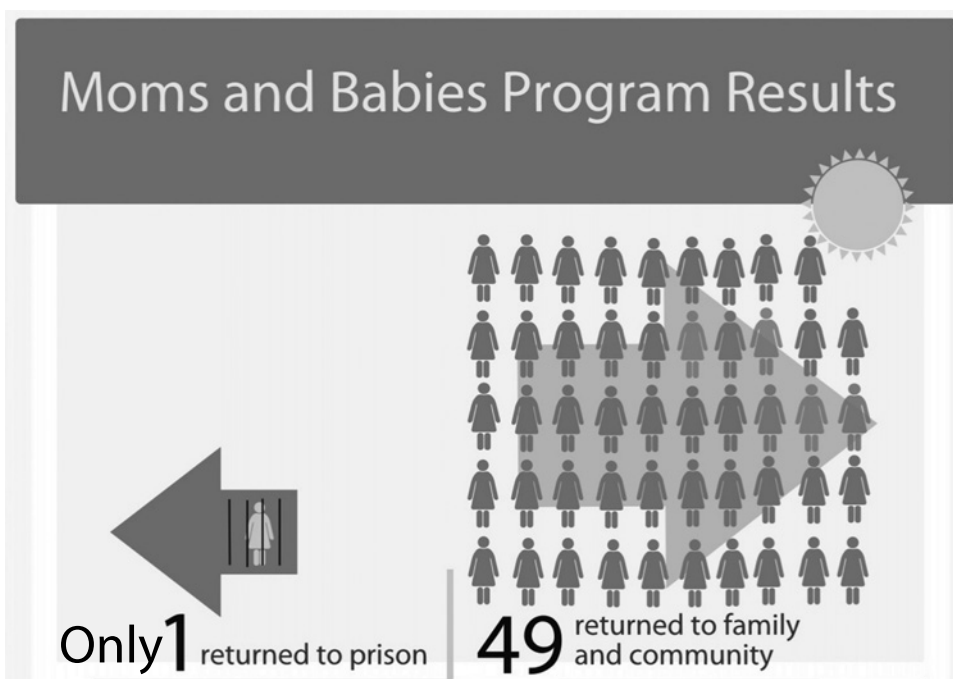 Moms and Babies Program Results
Only 1 returned to prison
49 returned to family
and community